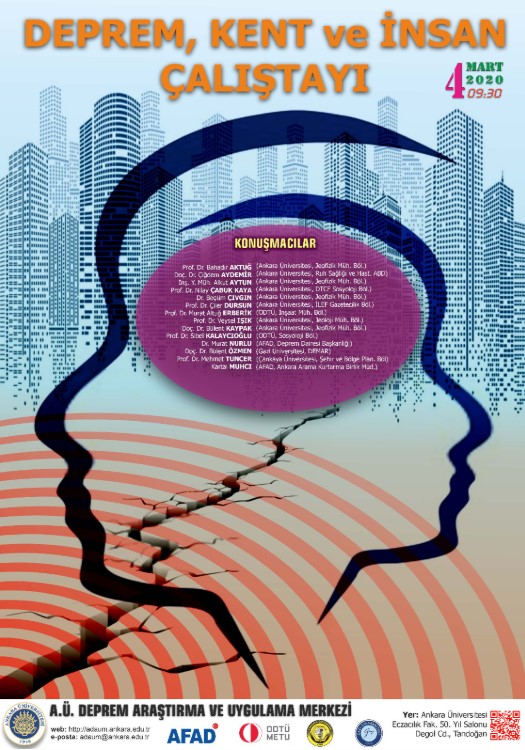 DEPREM, KENT ve İNSAN
ÇALIŞTAYI
4 MART
2020
09:30
KONUŞMACILAR
Prof. Dr. Bahadır AKTUĞ (Ankara Üniversitesi, Jeofizik Müh. Böl.)
Doç. Dr. Çiğdem AYDEMİR (Ankara Üniversitesi, Ruh Sağlığı ve Hast. ABD)
İnş. Y. Müh. Alkut AYTUN (Ankara Üniversitesi, Jeofizik Müh. Böl.)
Prof. Dr. Nilay ÇABUK KAYA (Ankara Üniversitesi, DTCF Sosyoloji Böl.)
Dr. Begüm ÇIVGIN (Ankara Üniversitesi, Jeofizik Müh. Böl.)
Prof. Dr. Çiler DURSUN (Ankara Üniversitesi, İLEF Gazetecilik Böl.)
Prof. Dr. Murat Altuğ ERBERİK (ODTÜ, İnşaat Müh. Böl.)
Prof. Dr. Veysel IŞIK (Ankara Üniversitesi, Jeoloji Müh. Böl.)
Doç. Dr. Bülent KAYPAK (Ankara Üniversitesi, Jeofizik Müh. Böl.)
Prof. Dr. Sibel KALAYCIOĞLU (ODTÜ, Sosyoloji Böl.)
Dr. Murat NURLU (AFAD, Deprem Dairesi Başkanlığı)
Doç. Dr. Bülent ÖZMEN (Gazi Üniversitesi, DEMAR)
Prof. Dr. Mehmet TUNCER (Çankaya Üniversitesi, Şehir ve Bölge Plan. Böl)
Kartal MUHCI (AFAD, Ankara Arama Kurtarma Birlik Müd.)
A.Ü. DEPREM ARAŞTIRMA VE UYGULAMA MERKEZİ
web: http://adaum.ankara.edu.tr
e-posta: adaum@ankara.edu.tr
AFAD
ODTÜ
METU
Yer: Ankara Üniversitesi
Eczacılık Fak. 50. Yıl Salonu
Degol Cd., Tandoğan